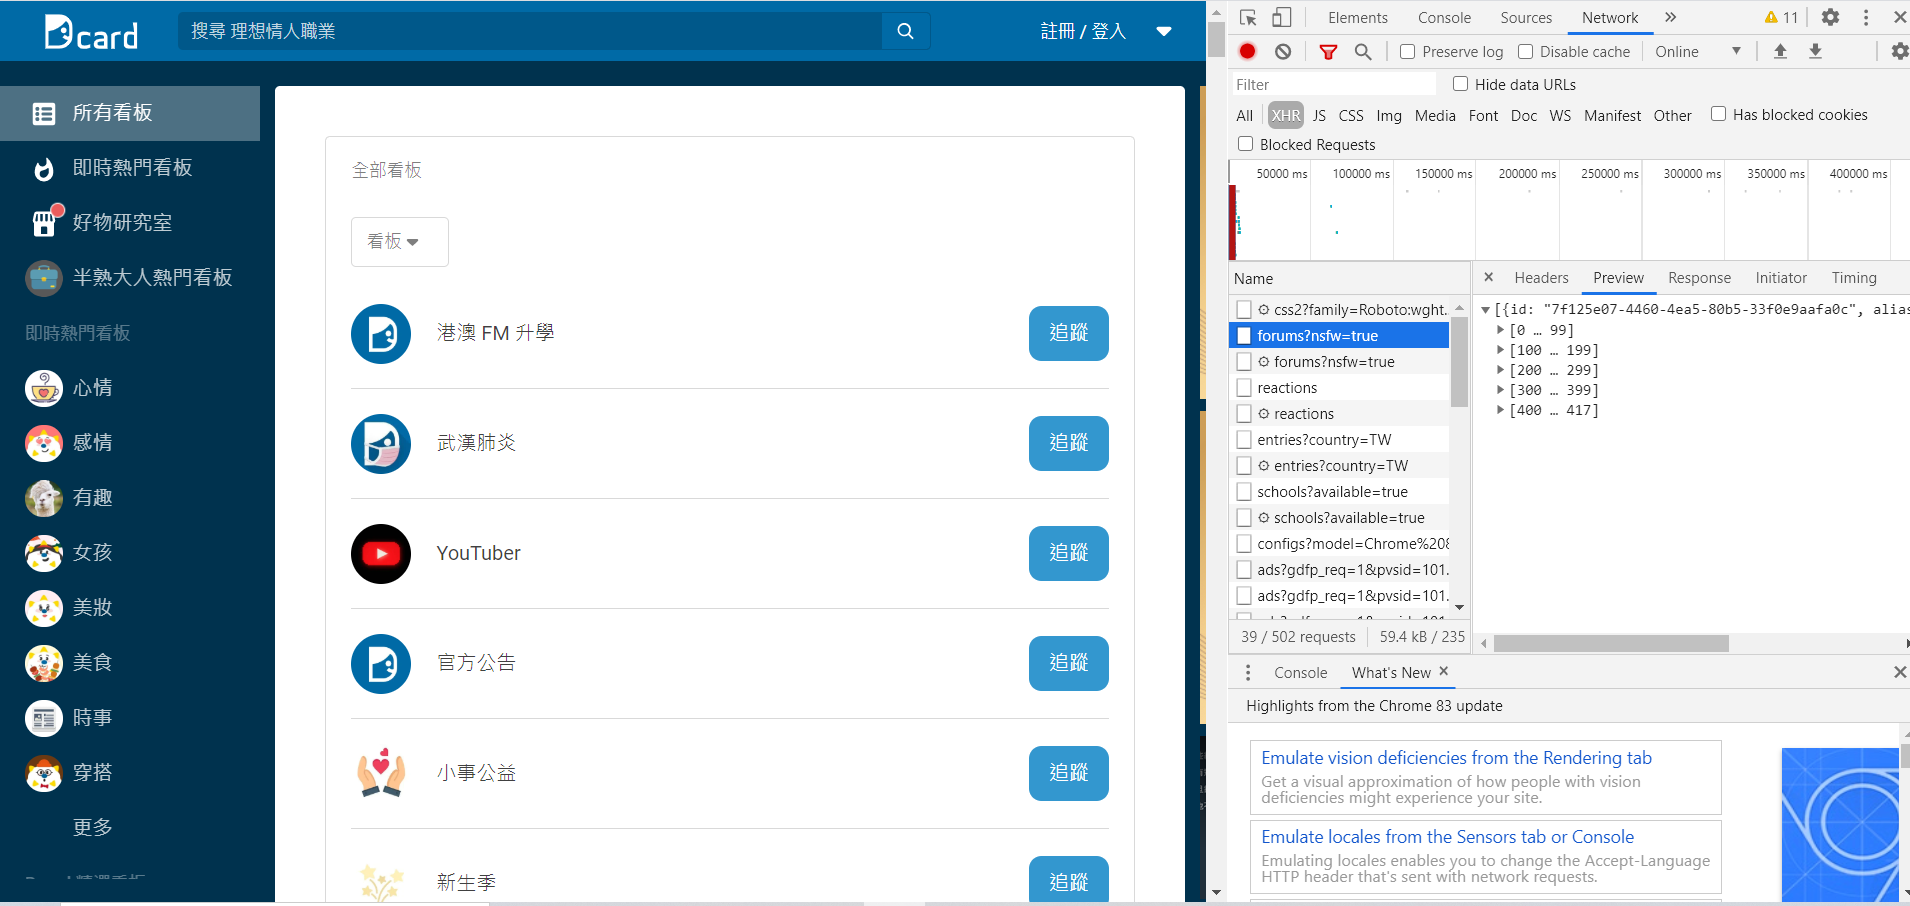 Dcard
搜尋 理想情人職業
註冊 / 登入
所有看板
即時熱門看板
好物研究室
半熟大人熱門看板
即時熱門看板
心情
感情
有趣
女孩
美妝
美食
時事
穿搭
更多
全部看板
看板
港澳 FM 升學
追蹤
武漢肺炎
追蹤
YouTuber
追蹤
官方公告
追蹤
小事公益
追蹤
新生季
追蹤
Elements Console Sources Network 11
Preserve log Disable cache Online
Filter Hide data URLs
All XHR JS CSS Img Media Font Doc WS Manifest Other Has blocked cookies
Blocked Requests
50000 ms 100000 ms 150000 ms 200000 ms 250000 ms 300000 ms 350000 ms 400000 ms
Name
css2?family=Roboto:wght...
forums?nsfw=true
forums?nsfw=true
reactions
reactions
entries?country=TW
entries?country=TW
schools?available=true
schools?available=true
configs?model=Chrome%208
ads?gdfp_req=1&pvsid=101.
ads?gdfp_req=1&pvsid=101.
39 / 502 requests 59.4 kB / 235
Headers Preview Response Initiator Timing
[{id: "7f125e07-4460-4ea5-80b5-33f0e9aafa0c", alias
[0 … 99]
[100 … 199]
[200 … 299]
[300 … 399]
[400 … 417]
Console What's New
Highlights from the Chrome 83 update
Emulate vision deficiencies from the Rendering tab
Get a visual approximation of how people with vision
deficiencies might experience your site.
Emulate locales from the Sensors tab or Console
Emulating locales enables you to change the Accept-Language
HTTP header that's sent with network requests.